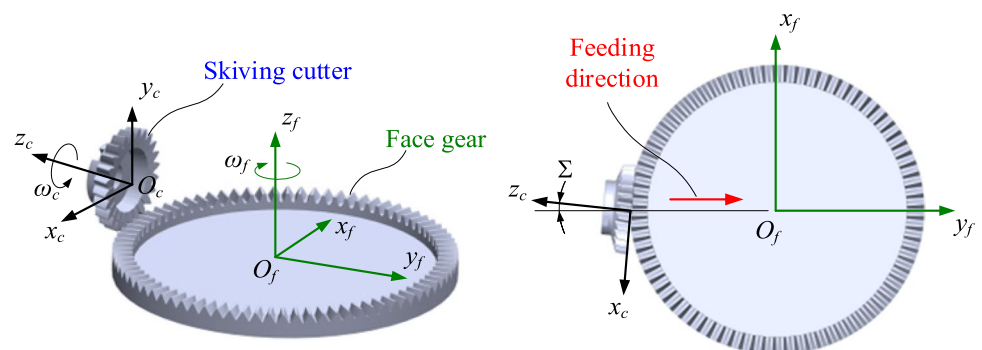 Skiving cutter
y_c
z_c
ω_c
O_c
x_c
z_f
ω_f
Face gear
x_f
y_f
O_f
x_f
Feeding
direction
Σ
z_c
O_f
y_f
x_c